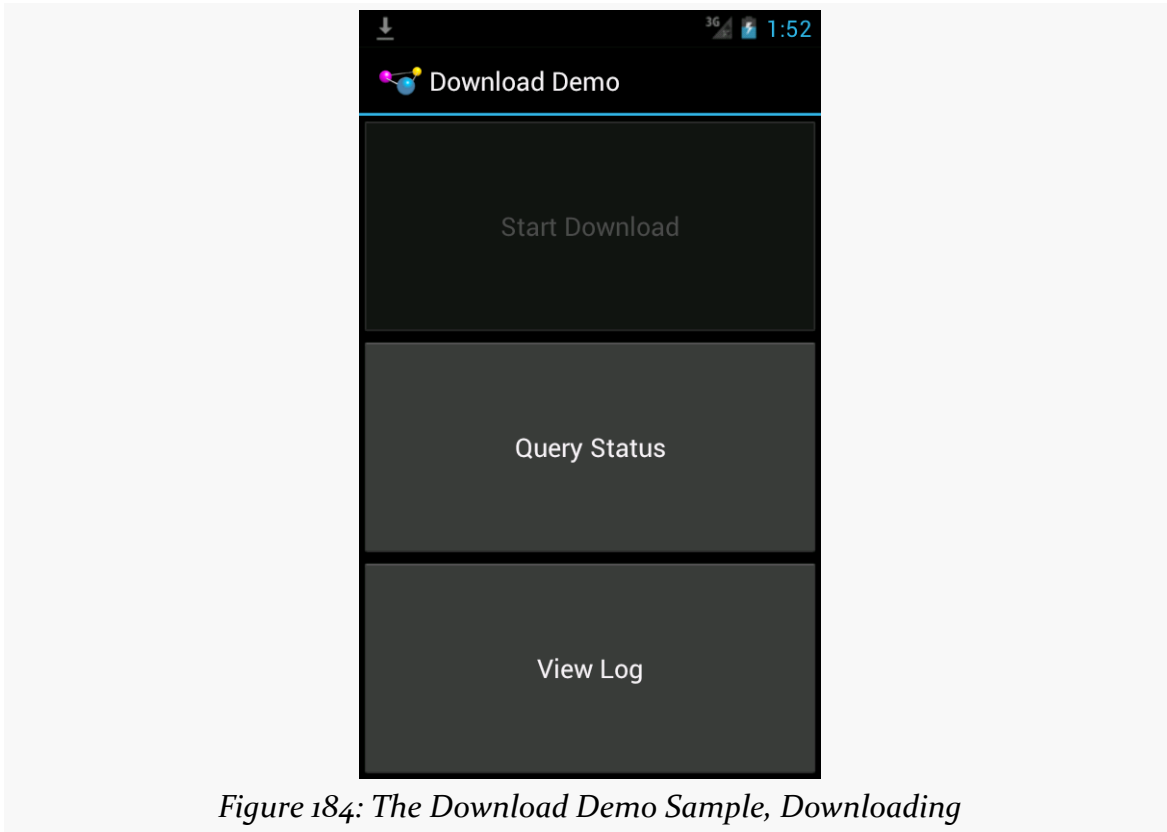 3G 1:52
Download Demo
Start Download
Query Status
View Log
Figure 184: The Download Demo Sample, Downloading